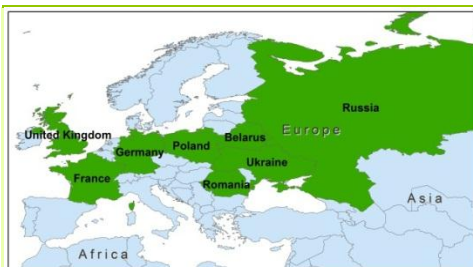 Russia
Belarus
Europe
United Kingdom
Poland
Germany
Ukraine
France
Romania
Asia
Africa